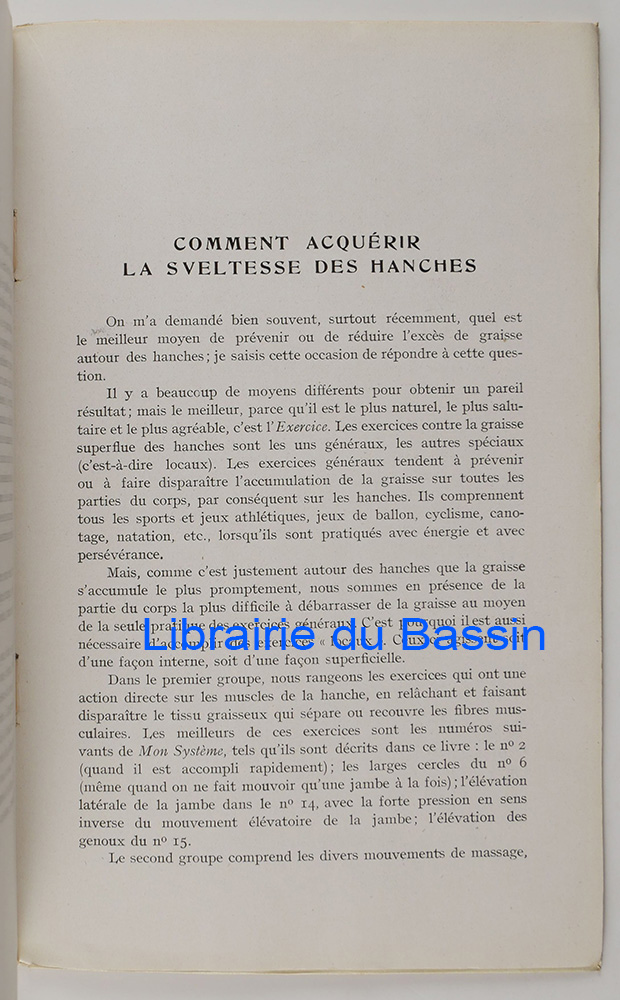 COMMENT ACQUÉRIR
LA SVELTESSE DES HANCHES
On m'a demandé bien souvent, surtout récemment, quel est
le meilleur moyen de prévenir ou de réduire l'excès de graisse
autour des hanches; je saisis cette occasion de répondre à cette ques-
tion.
Il y a beaucoup de moyens différents pour obtenir un pareil
résultat; mais le meilleur, parce qu'il est le plus naturel, le plus salu-
taire et le plus agréable, c'est l'Exercice. Les exercices contre la graisse
superflue des hanches sont les uns généraux, les autres spéciaux
(c'est-à-dire locaux). Les exercices généraux tendent à prévenir
ou à faire disparaître l'accumulation de la graisse sur toutes les
parties du corps, par conséquent sur les hanches. Ils comprennent
tous les sports et jeux athlétiques, jeux de ballon, cyclisme, cano-
tage, natation, etc., lorsqu'ils sont pratiqués avec énergie et avec
persévérance.
Mais, comme c'est justement autour des hanches que la graisse
s'accumule le plus promptement, nous sommes en présence de la
partie du corps la plus difficile à débarrasser de la graisse au moyen
de la seule pratique des exercices généraux. C'est pourquoi il est aussi
nécessaire d'accomplir des exercices « locaux ». Ceux-ci agissent soit
d'une façon interne, soit d'une façon superficielle.
Librairie du Bassin
Dans le premier groupe, nous rangeons les exercices qui ont une
action directe sur les muscles de la hanche, en relâchant et faisant
disparaître le tissu graisseux qui sépare ou recouvre les fibres mus-
culaires. Les meilleurs de ces exercices sont les numéros sui-
vants de Mon Système, tels qu'ils sont décrits dans ce livre : le nº 2
(quand il est accompli rapidement); les larges cercles du nº 6
(même quand on ne fait mouvoir qu'une jambe à la fois); l'élévation
latérale de la jambe dans le nº 14, avec la forte pression en sens
inverse du mouvement élévatoire de la jambe; l'élévation des
genoux du nº 15.
Le second groupe comprend les divers mouvements de massage,